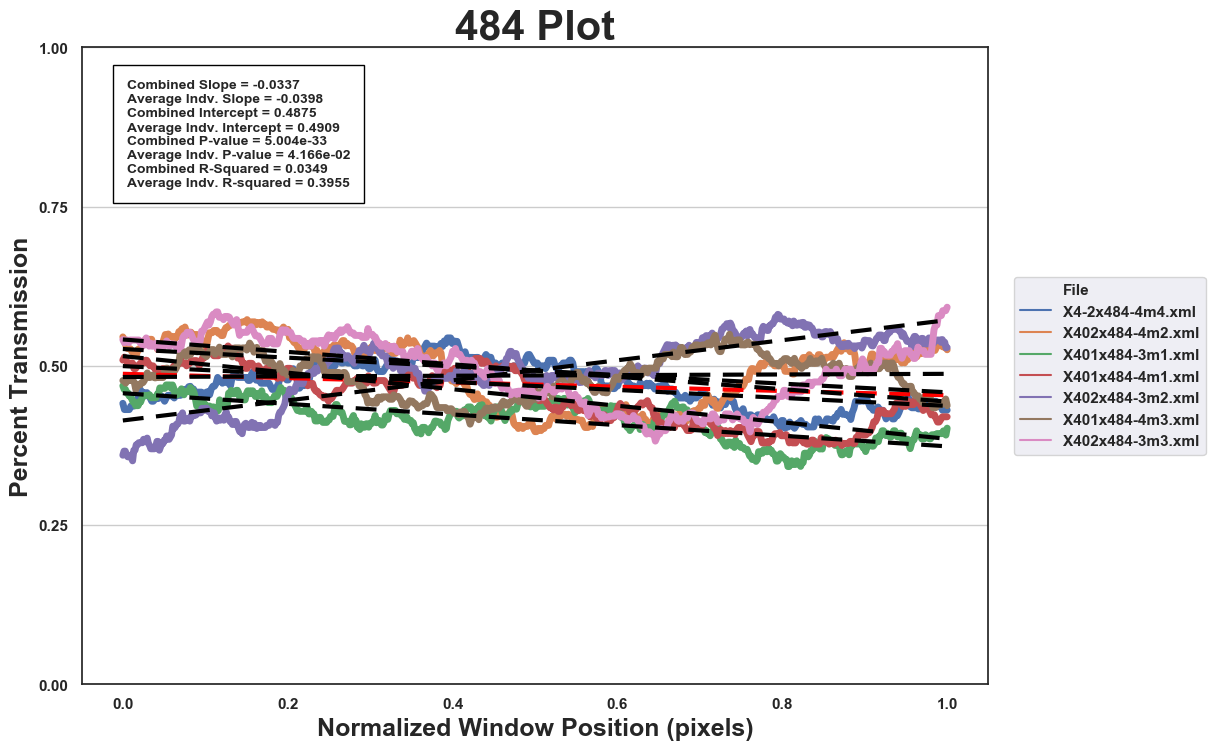 484 Plot
1.00
0.75
0.50
0.25
0.00
Percent Transmission
Combined Slope = -0.0337
Average Indv. Slope = -0.0398
Combined Intercept = 0.4875
Average Indv. Intercept = 0.4909
Combined P-value = 5.004e-33
Average Indv. P-value = 4.166e-02
Combined R-Squared = 0.0349
Average Indv. R-squared = 0.3955
0.0 0.2 0.4 0.6 0.8 1.0
Normalized Window Position (pixels)
File
X4-2x484-4m4.xml
X402x484-4m2.xml
X401x484-3m1.xml
X401x484-4m1.xml
X402x484-3m2.xml
X401x484-4m3.xml
X402x484-3m3.xml